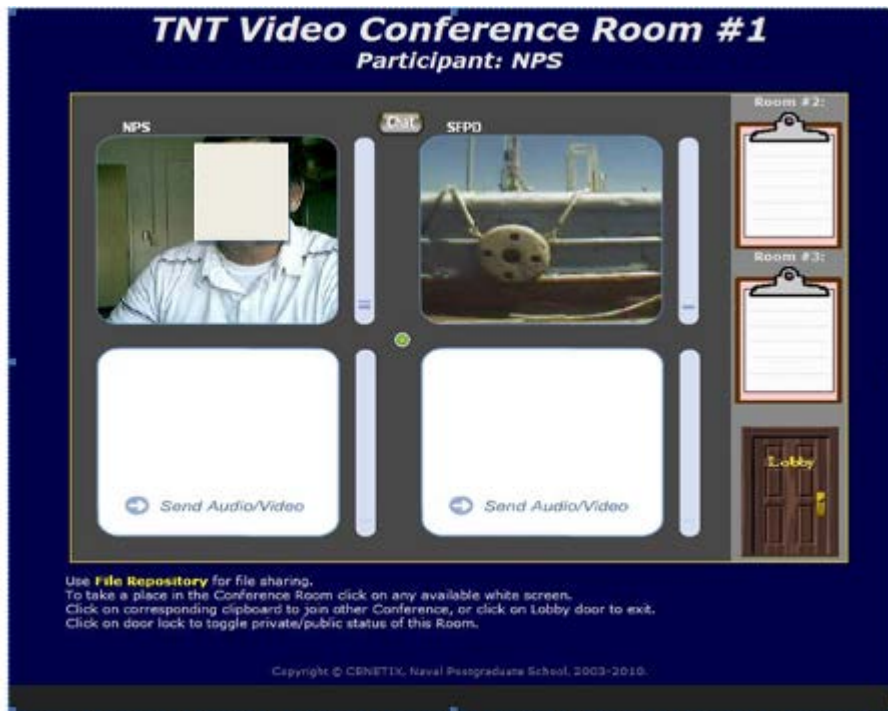 TNT Video Conference Room #1
Participant: NPS
Room #2:
NPS
Chat
SFPD
Room #3:
Lobby
Send Audio/Video
Send Audio/Video
Use File Repository for file sharing.
To take a place in the Conference Room click on any available white screen.
Click on corresponding clipboard to join other Conference, or click on Lobby door to exit.
Click on door lock to toggle private/public status of this Room.
Copyright © CENETIX, Naval Postgraduate School, 2003-2010.